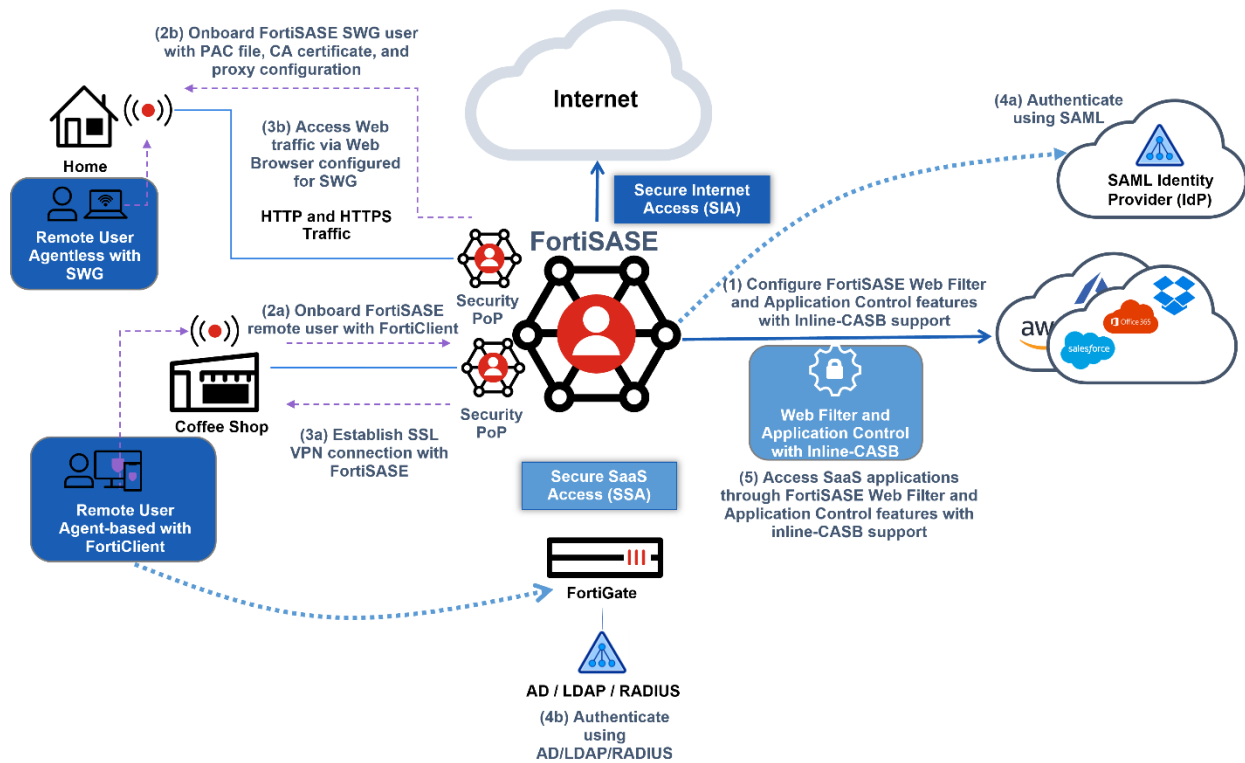 (2b) Onboard FortiSASE SWG user
with PAC file, CA certificate, and
proxy configuration
Internet
(4a) Authenticate
using SAML
(3b) Access Web
traffic via Web
Browser configured
for SWG
Home
SAML Identity
Provider (IdP)
Secure Internet
Access (SIA)
HTTP and HTTPS
Traffic
Remote User
Agentless with
SWG
FortiSASE
Security
PoP
(1) Configure FortiSASE Web Filter
and Application Control features
with Inline-CASB support
(2a) Onboard FortiSASE
remote user with FortiClient
aw
Office 365
salesforce
Coffee Shop
Security
PoP
(3a) Establish SSL
VPN connection with
FortiSASE
Web Filter and
Application Control
with Inline-CASB
Secure SaaS
Access (SSA)
(5) Access SaaS applications
through FortiSASE Web Filter and
Application Control features with
inline-CASB support
Remote User
Agent-based with
FortiClient
FortiGate
AD / LDAP / RADIUS
(4b) Authenticate
using
AD/LDAP/RADIUS